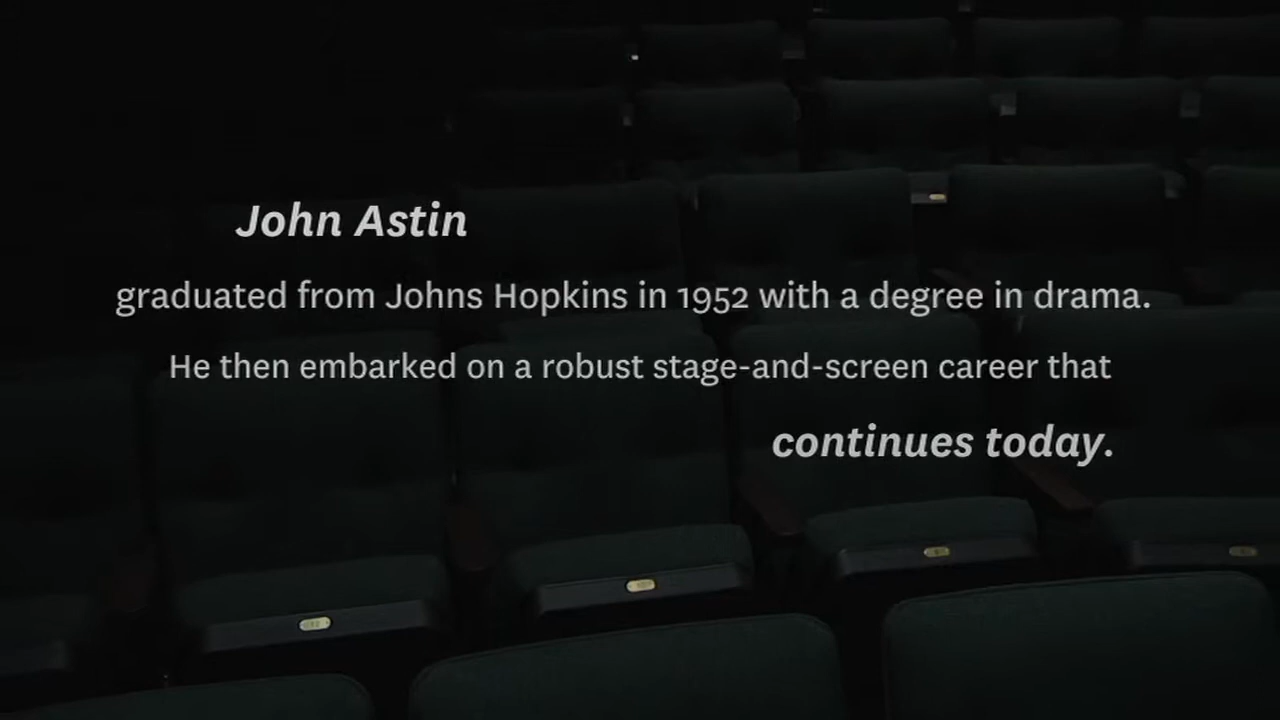 John Astin
graduated from Johns Hopkins in 1952 with a degree in drama.
He then embarked on a robust stage-and-screen career that
continues today.